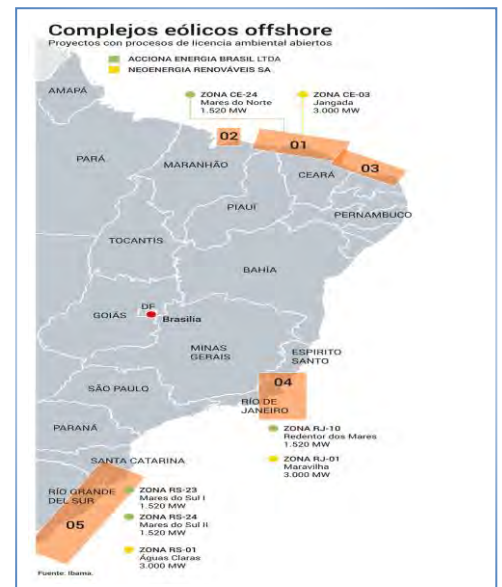 Complejos eólicos offshore
Proyectos con procesos de licencia ambiental abiertos
ACCIONA ENERGIA BRASIL LTDA
NEOENERGIA RENOVÁVEIS SA
AMAPÁ
ZONA CE-24
Mares do Norte
1.520 MW
ZONA CE-03
Jangada
3.000 MW
02
01
03
PARÁ
MARANHÃO
CEARÁ
PIAUÍ
PERNAMBUCO
TOCANTIS
BAHÍA
GOIÁS
DF
Brasilia
MINAS
GERAIS
ESPIRITO
SANTO
04
SÃO PAULO
RÍO DE
JANEIRO
PARANÁ
ZONA RJ-10
Redentor dos Mares
1.520 MW
ZONA RJ-01
Maravilha
3.000 MW
SANTA CATARINA
RÍO GRANDE
DEL SUR
05
ZONA RS-23
Mares do Sul I
1.520 MW
ZONA RS-24
Mares do Sul II
1.520 MW
ZONA RS-01
Águas Claras
3.000 MW
Fuente: Ibama.